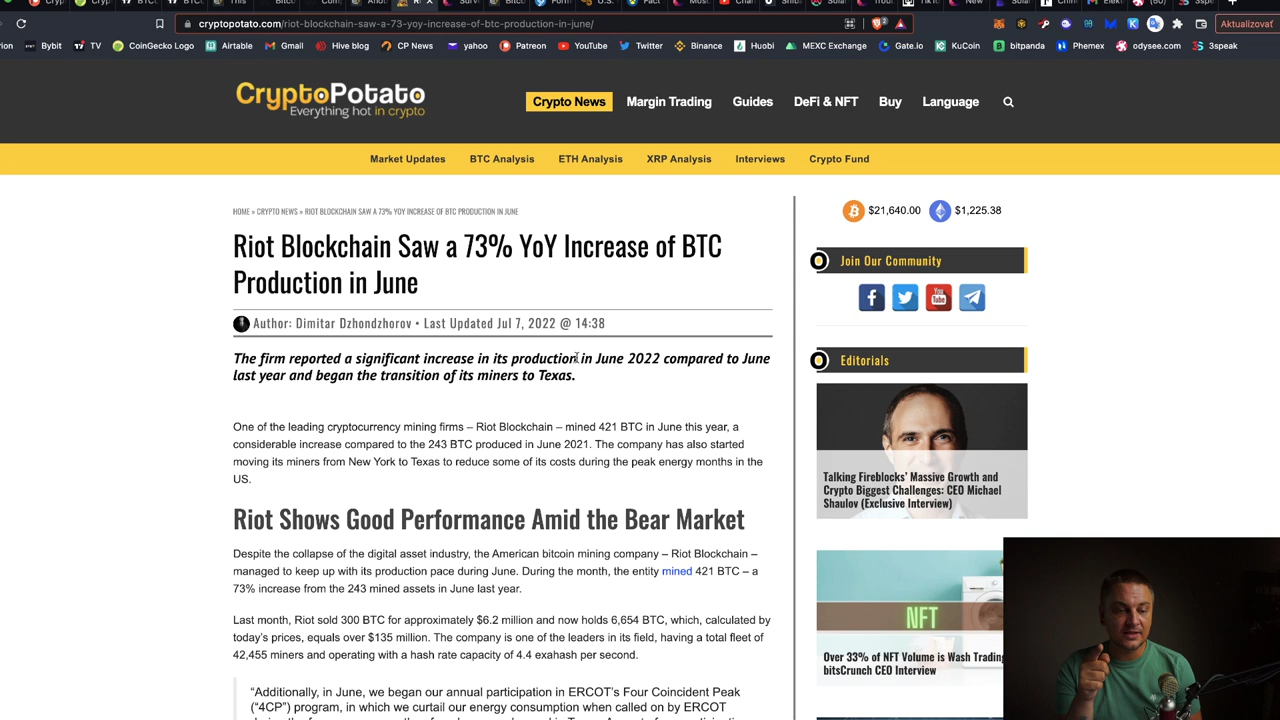 cryptopotato.com/riot-blockchain-saw-a-73-yoy-increase-of-btc-production-in-june/
Aktualizovať
Bybit TV CoinGecko Logo Airtable Gmail Hive blog CP News yahoo Patreon YouTube Twitter Binance Huobi MEXC Exchange Gate.io KuCoin bitpanda Phemex odysee.com 3speak
CryptoPotato
Everything hot in crypto
Crypto News Margin Trading Guides DeFi & NFT Buy Language
Market Updates BTC Analysis ETH Analysis XRP Analysis Interviews Crypto Fund
HOME » CRYPTO NEWS » RIOT BLOCKCHAIN SAW A 73% YOY INCREASE OF BTC PRODUCTION IN JUNE
Riot Blockchain Saw a 73% YoY Increase of BTC
Production in June
Author: Dimitar Dzhondzhorov • Last Updated Jul 7, 2022 @ 14:38
The firm reported a significant increase in its production in June 2022 compared to June
last year and began the transition of its miners to Texas.
One of the leading cryptocurrency mining firms – Riot Blockchain – mined 421 BTC in June this year, a
considerable increase compared to the 243 BTC produced in June 2021. The company has also started
moving its miners from New York to Texas to reduce some of its costs during the peak energy months in the
US.
Riot Shows Good Performance Amid the Bear Market
Despite the collapse of the digital asset industry, the American bitcoin mining company – Riot Blockchain –
managed to keep up with its production pace during June. During the month, the entity mined 421 BTC – a
73% increase from the 243 mined assets in June last year.
Last month, Riot sold 300 BTC for approximately $6.2 million and now holds 6,654 BTC, which, calculated by
today's prices, equals over $135 million. The company is one of the leaders in its field, having a total fleet of
42,455 miners and operating with a hash rate capacity of 4.4 exahash per second.
"Additionally, in June, we began our annual participation in ERCOT's Four Coincident Peak
("4CP") program, in which we curtail our energy consumption when called on by ERCOT
$21,640.00 $1,225.38
Join Our Community
You
Tube
Editorials
Talking Fireblocks' Massive Growth and
Crypto Biggest Challenges: CEO Michael
Shaulov (Exclusive Interview)
NFT
Over 33% of NFT Volume is Wash Trading
bitsCrunch CEO Interview